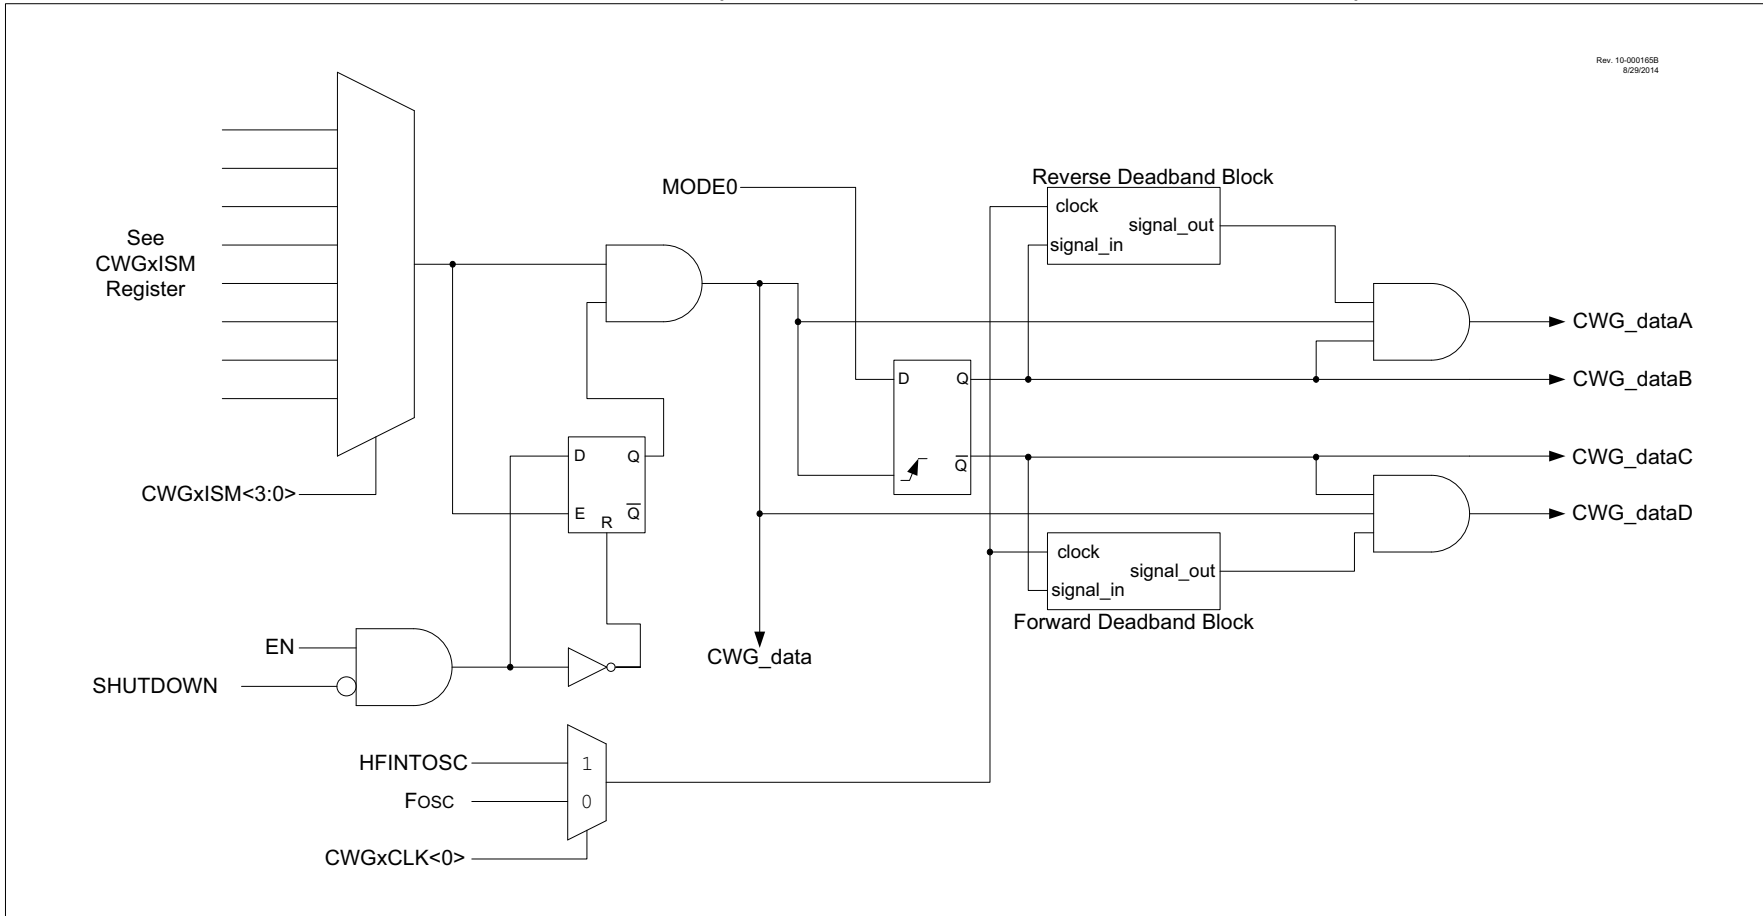 Rev. 10-000165B
8/29/2014
See
CWGxISM
Register
CWGxISM<3:0>
MODE0
Reverse Deadband Block
clock
signal_out
signal_in
CWG_dataA
D
Q
CWG_dataB
Q
CWG_dataC
D
Q
E
R
Q
CWG_dataD
clock
signal_out
signal_in
Forward Deadband Block
EN
SHUTDOWN
CWG_data
HFINTOSC
1
FOSC
0
CWGxCLK<0>